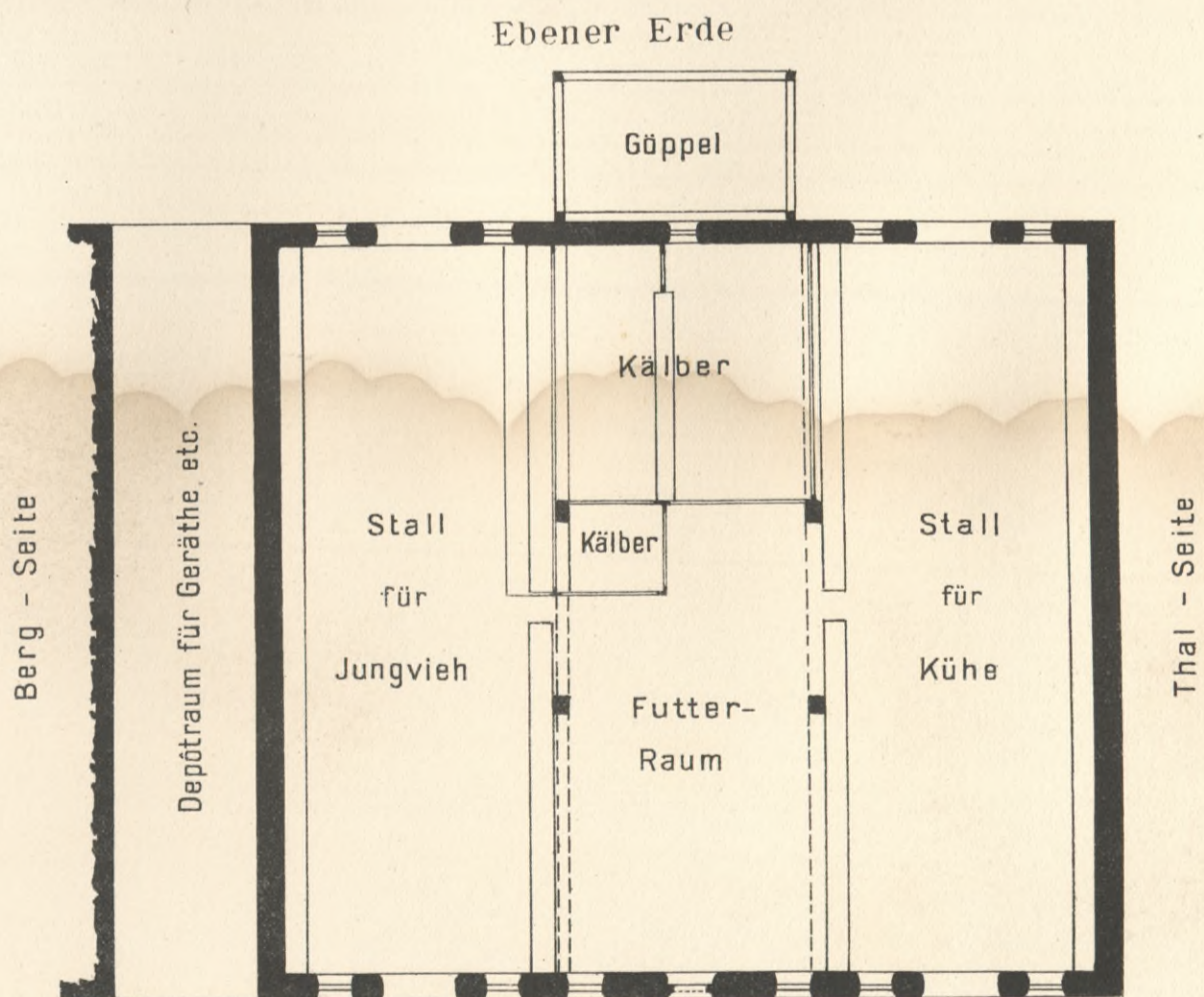 Ebener Erde
Göppel
Kälber
Kälber
Stall
für
Jungvieh
Futter-
Raum
Stall
für
Kühe
Berg - Seite
Depôtraum für Geräthe, etc.
Thal - Seite